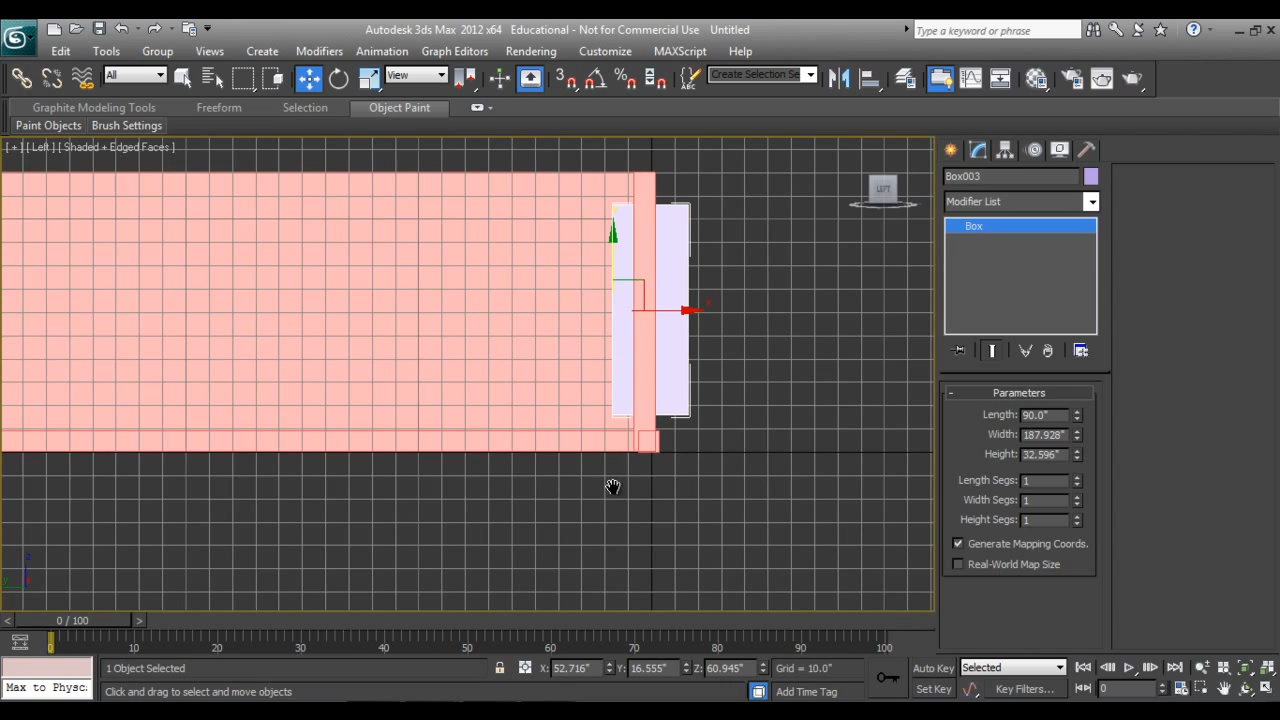 Autodesk 3ds Max 2012 x64 Educational - Not for Commercial Use Untitled
Type a keyword or phrase
Edit Tools Group Views Create Modifiers Animation Graph Editors Rendering Customize MAXScript Help
All View 3 Create Selection Se
Graphite Modeling Tools Freeform Selection Object Paint
Paint Objects Brush Settings
[ + ] [ Left ] [ Shaded + Edged Faces ]
LEFT
Box003
Modifier List
Box
Parameters
Length: 90.0"
Width: 187.928"
Height: 32.596"
Length Segs: 1
Width Segs: 1
Height Segs: 1
Generate Mapping Coords.
Real-World Map Size
x
z
y
< 0 / 100 >
0 10 20 30 40 50 60 70 80 90 100
1 Object Selected X: 52.716" Y: 16.555" Z: 60.945" Grid = 10.0" Auto Key Selected
Max to Physc:
Click and drag to select and move objects Add Time Tag Set Key Key Filters... 0